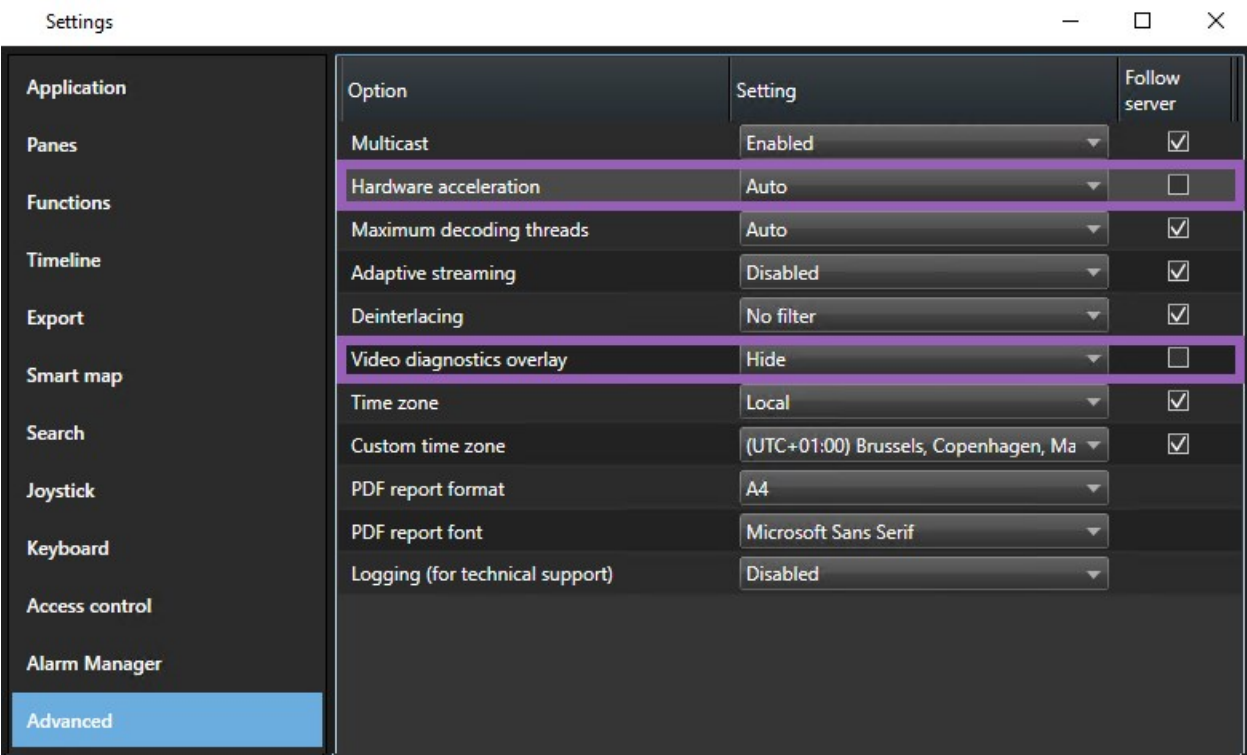 Settings
Application
Panes
Functions
Timeline
Export
Smart map
Search
Joystick
Keyboard
Access control
Alarm Manager
Advanced
Option Setting Follow server
Multicast Enabled
Hardware acceleration Auto
Maximum decoding threads Auto
Adaptive streaming Disabled
Deinterlacing No filter
Video diagnostics overlay Hide
Time zone Local
Custom time zone (UTC+01:00) Brussels, Copenhagen, Ma
PDF report format A4
PDF report font Microsoft Sans Serif
Logging (for technical support) Disabled